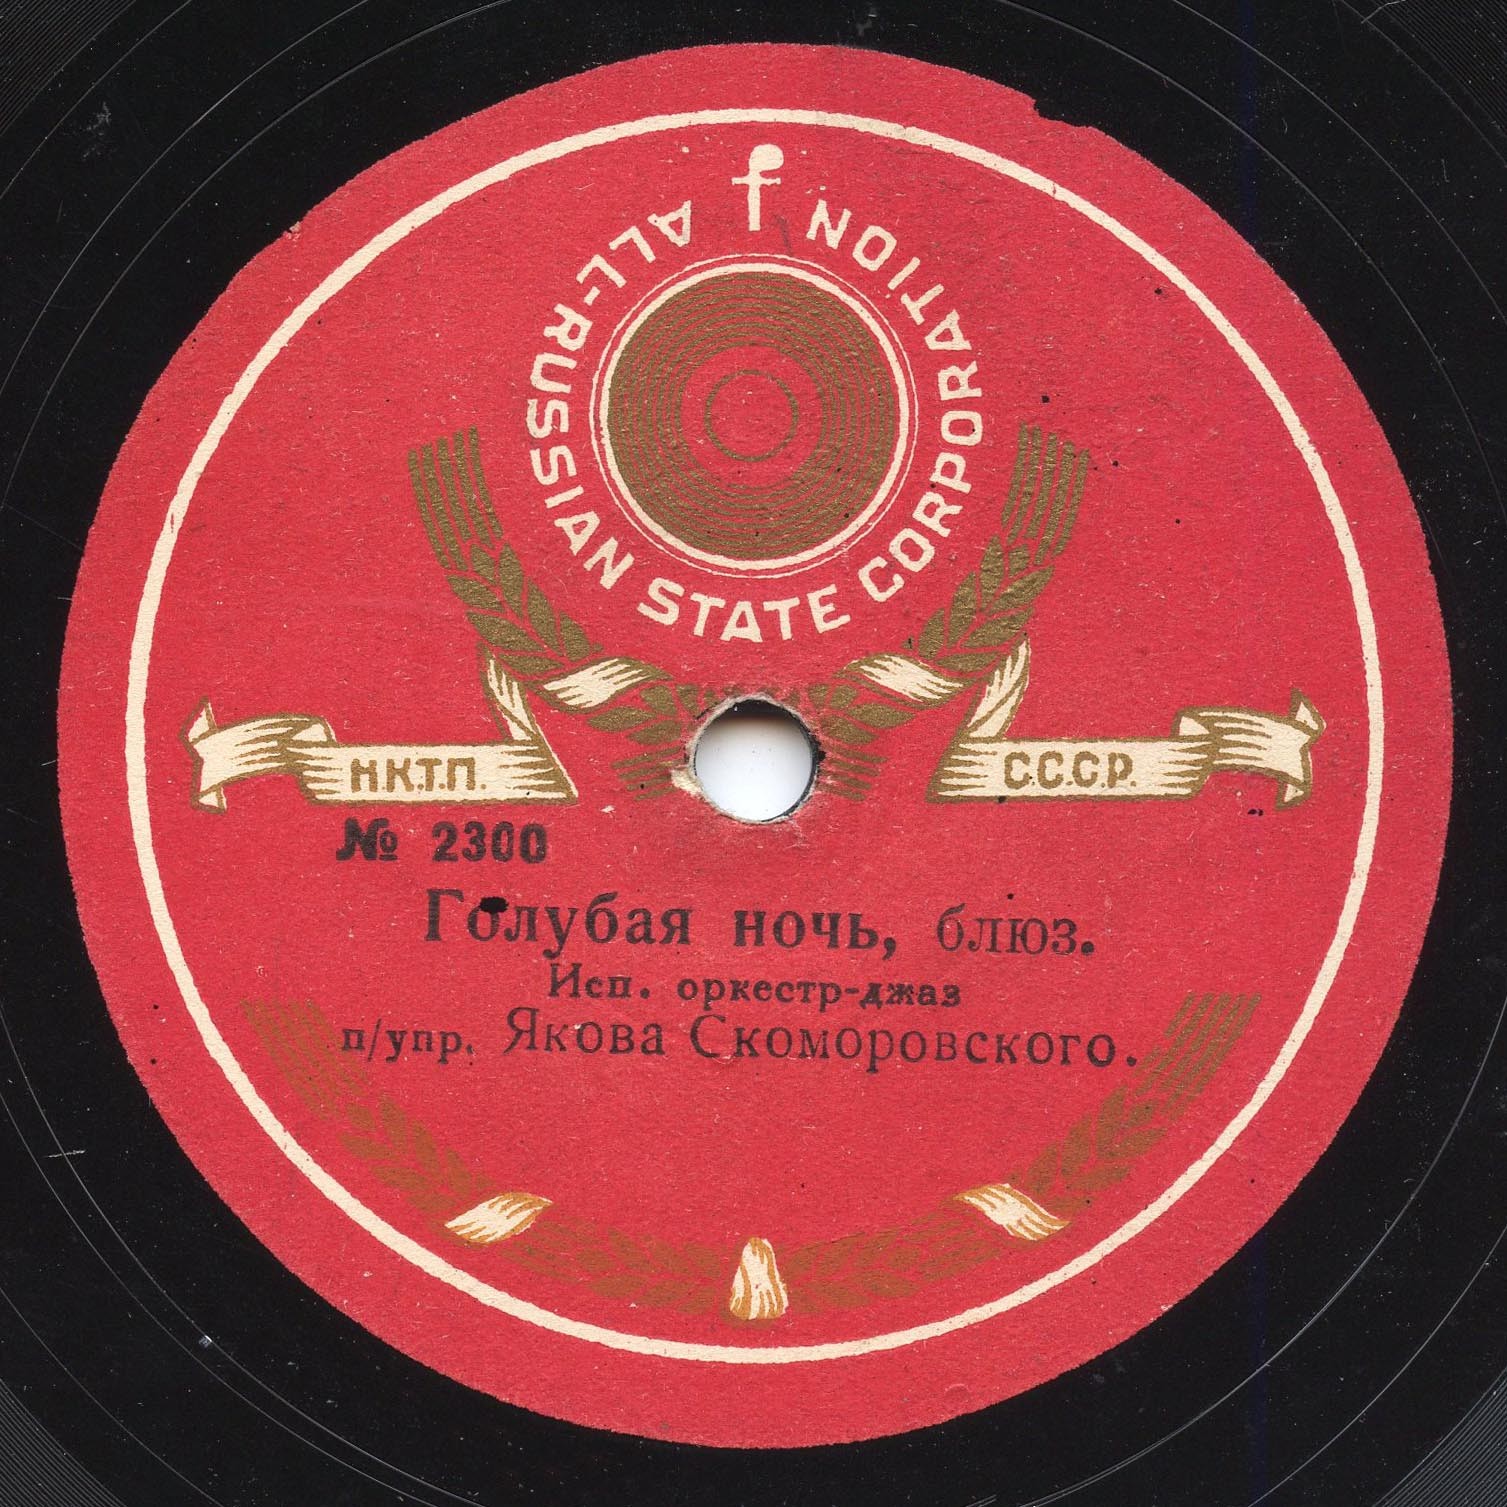 ALL-RUSSIAN STATE CORPORATION
Н.К.Т.П.
С.С.С.Р.
№ 2300
Голубая ночь, блюз.
Исп. оркестр-джаз
п/упр. Якова Скоморовского.